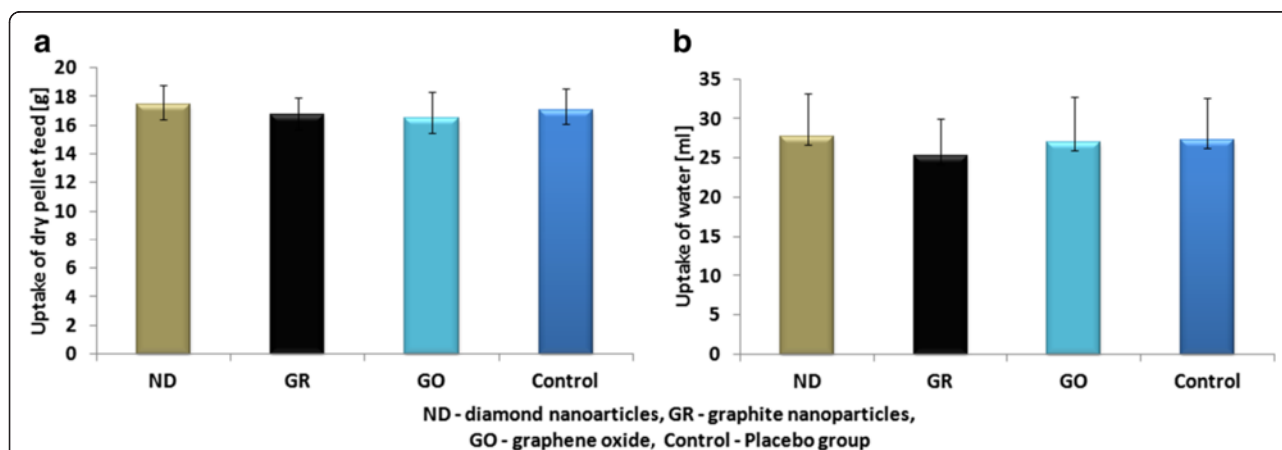 a
Uptake of dry pellet feed [g]
20
18
16
14
12
10
8
6
4
2
0
ND GR GO Control
b
Uptake of water [ml]
35
30
25
20
15
10
5
0
ND GR GO Control
ND - diamond nanoarticles, GR - graphite nanoparticles,
GO - graphene oxide, Control - Placebo group